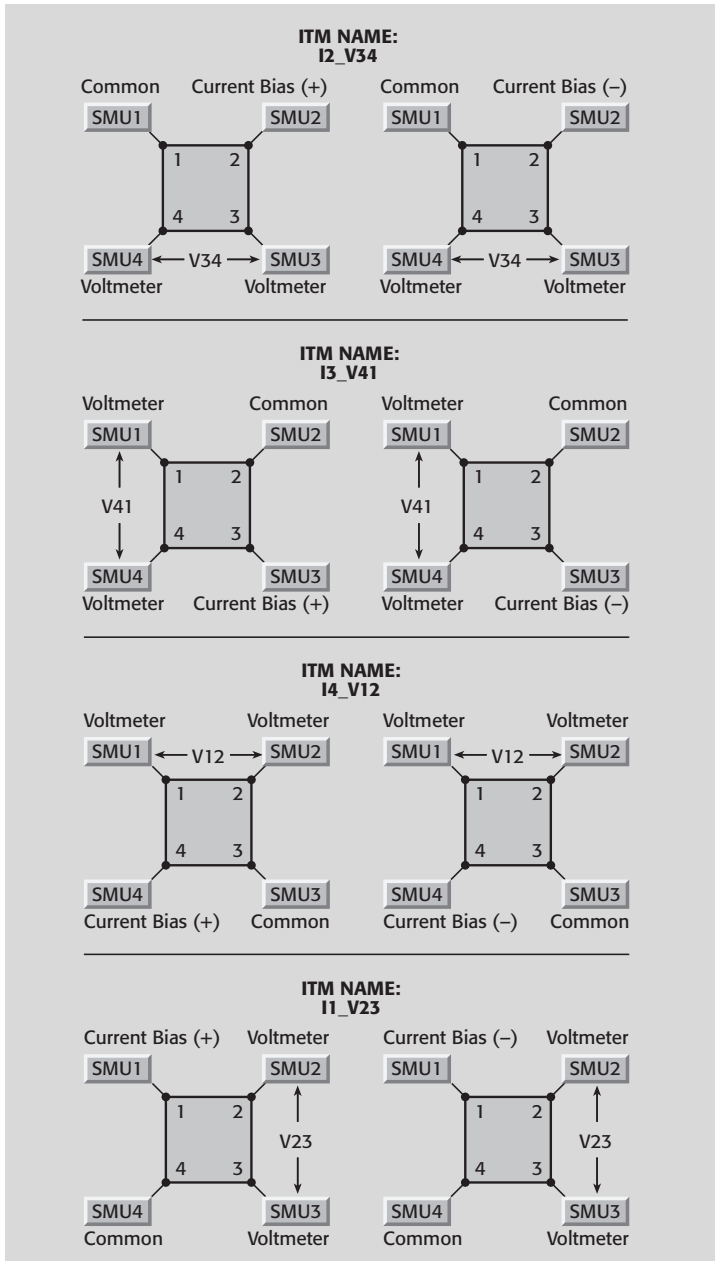 ITM NAME:
I2_V34
Common Current Bias (+) Common Current Bias (–)
SMU1 SMU2 SMU1 SMU2
1 2 1 2
4 3 4 3
SMU4 V34 SMU3 SMU4 V34 SMU3
Voltmeter Voltmeter Voltmeter Voltmeter
ITM NAME:
I3_V41
Voltmeter Common Voltmeter Common
SMU1 SMU2 SMU1 SMU2
1 2 1 2
V41 V41
4 3 4 3
SMU4 SMU3 SMU4 SMU3
Voltmeter Current Bias (+) Voltmeter Current Bias (–)
ITM NAME:
I4_V12
Voltmeter Voltmeter Voltmeter Voltmeter
SMU1 V12 SMU2 SMU1 V12 SMU2
1 2 1 2
4 3 4 3
SMU4 SMU3 SMU4 SMU3
Current Bias (+) Common Current Bias (–) Common
ITM NAME:
I1_V23
Current Bias (+) Voltmeter Current Bias (–) Voltmeter
SMU1 SMU2 SMU1 SMU2
1 2 1 2
V23 V23
4 3 4 3
SMU4 SMU3 SMU4 SMU3
Common Voltmeter Common Voltmeter